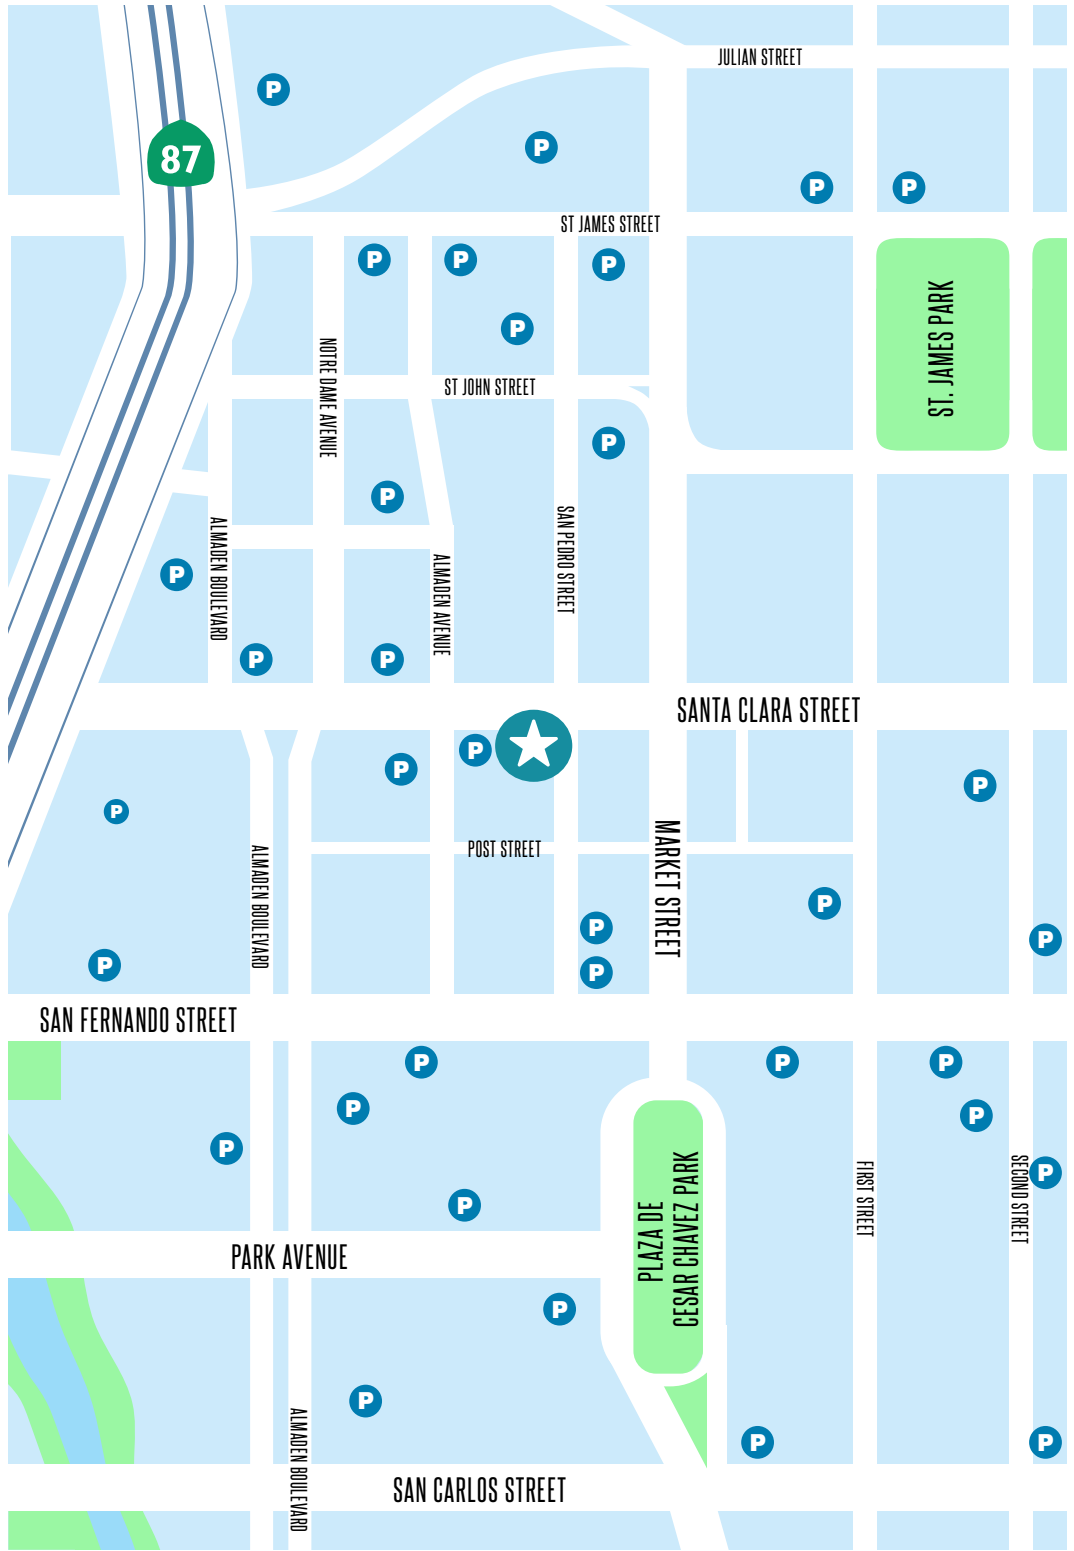 JULIAN STREET
P
87
P
P
P
ST JAMES STREET
P
P
P
P
ST. JAMES PARK
NOTRE DAME AVENUE
ST JOHN STREET
P
P
SAN PEDRO STREET
ALMADEN BOULEVARD
ALMADEN AVENUE
P
P
P
SANTA CLARA STREET
P
P
P
P
MARKET STREET
POST STREET
ALMADEN BOULEVARD
P
P
P
P
P
SAN FERNANDO STREET
P
P
P
P
P
P
P
PLAZA DE
CESAR CHAVEZ PARK
FIRST STREET
SECOND STREET
P
P
PARK AVENUE
P
P
ALMADEN BOULEVARD
P
P
SAN CARLOS STREET